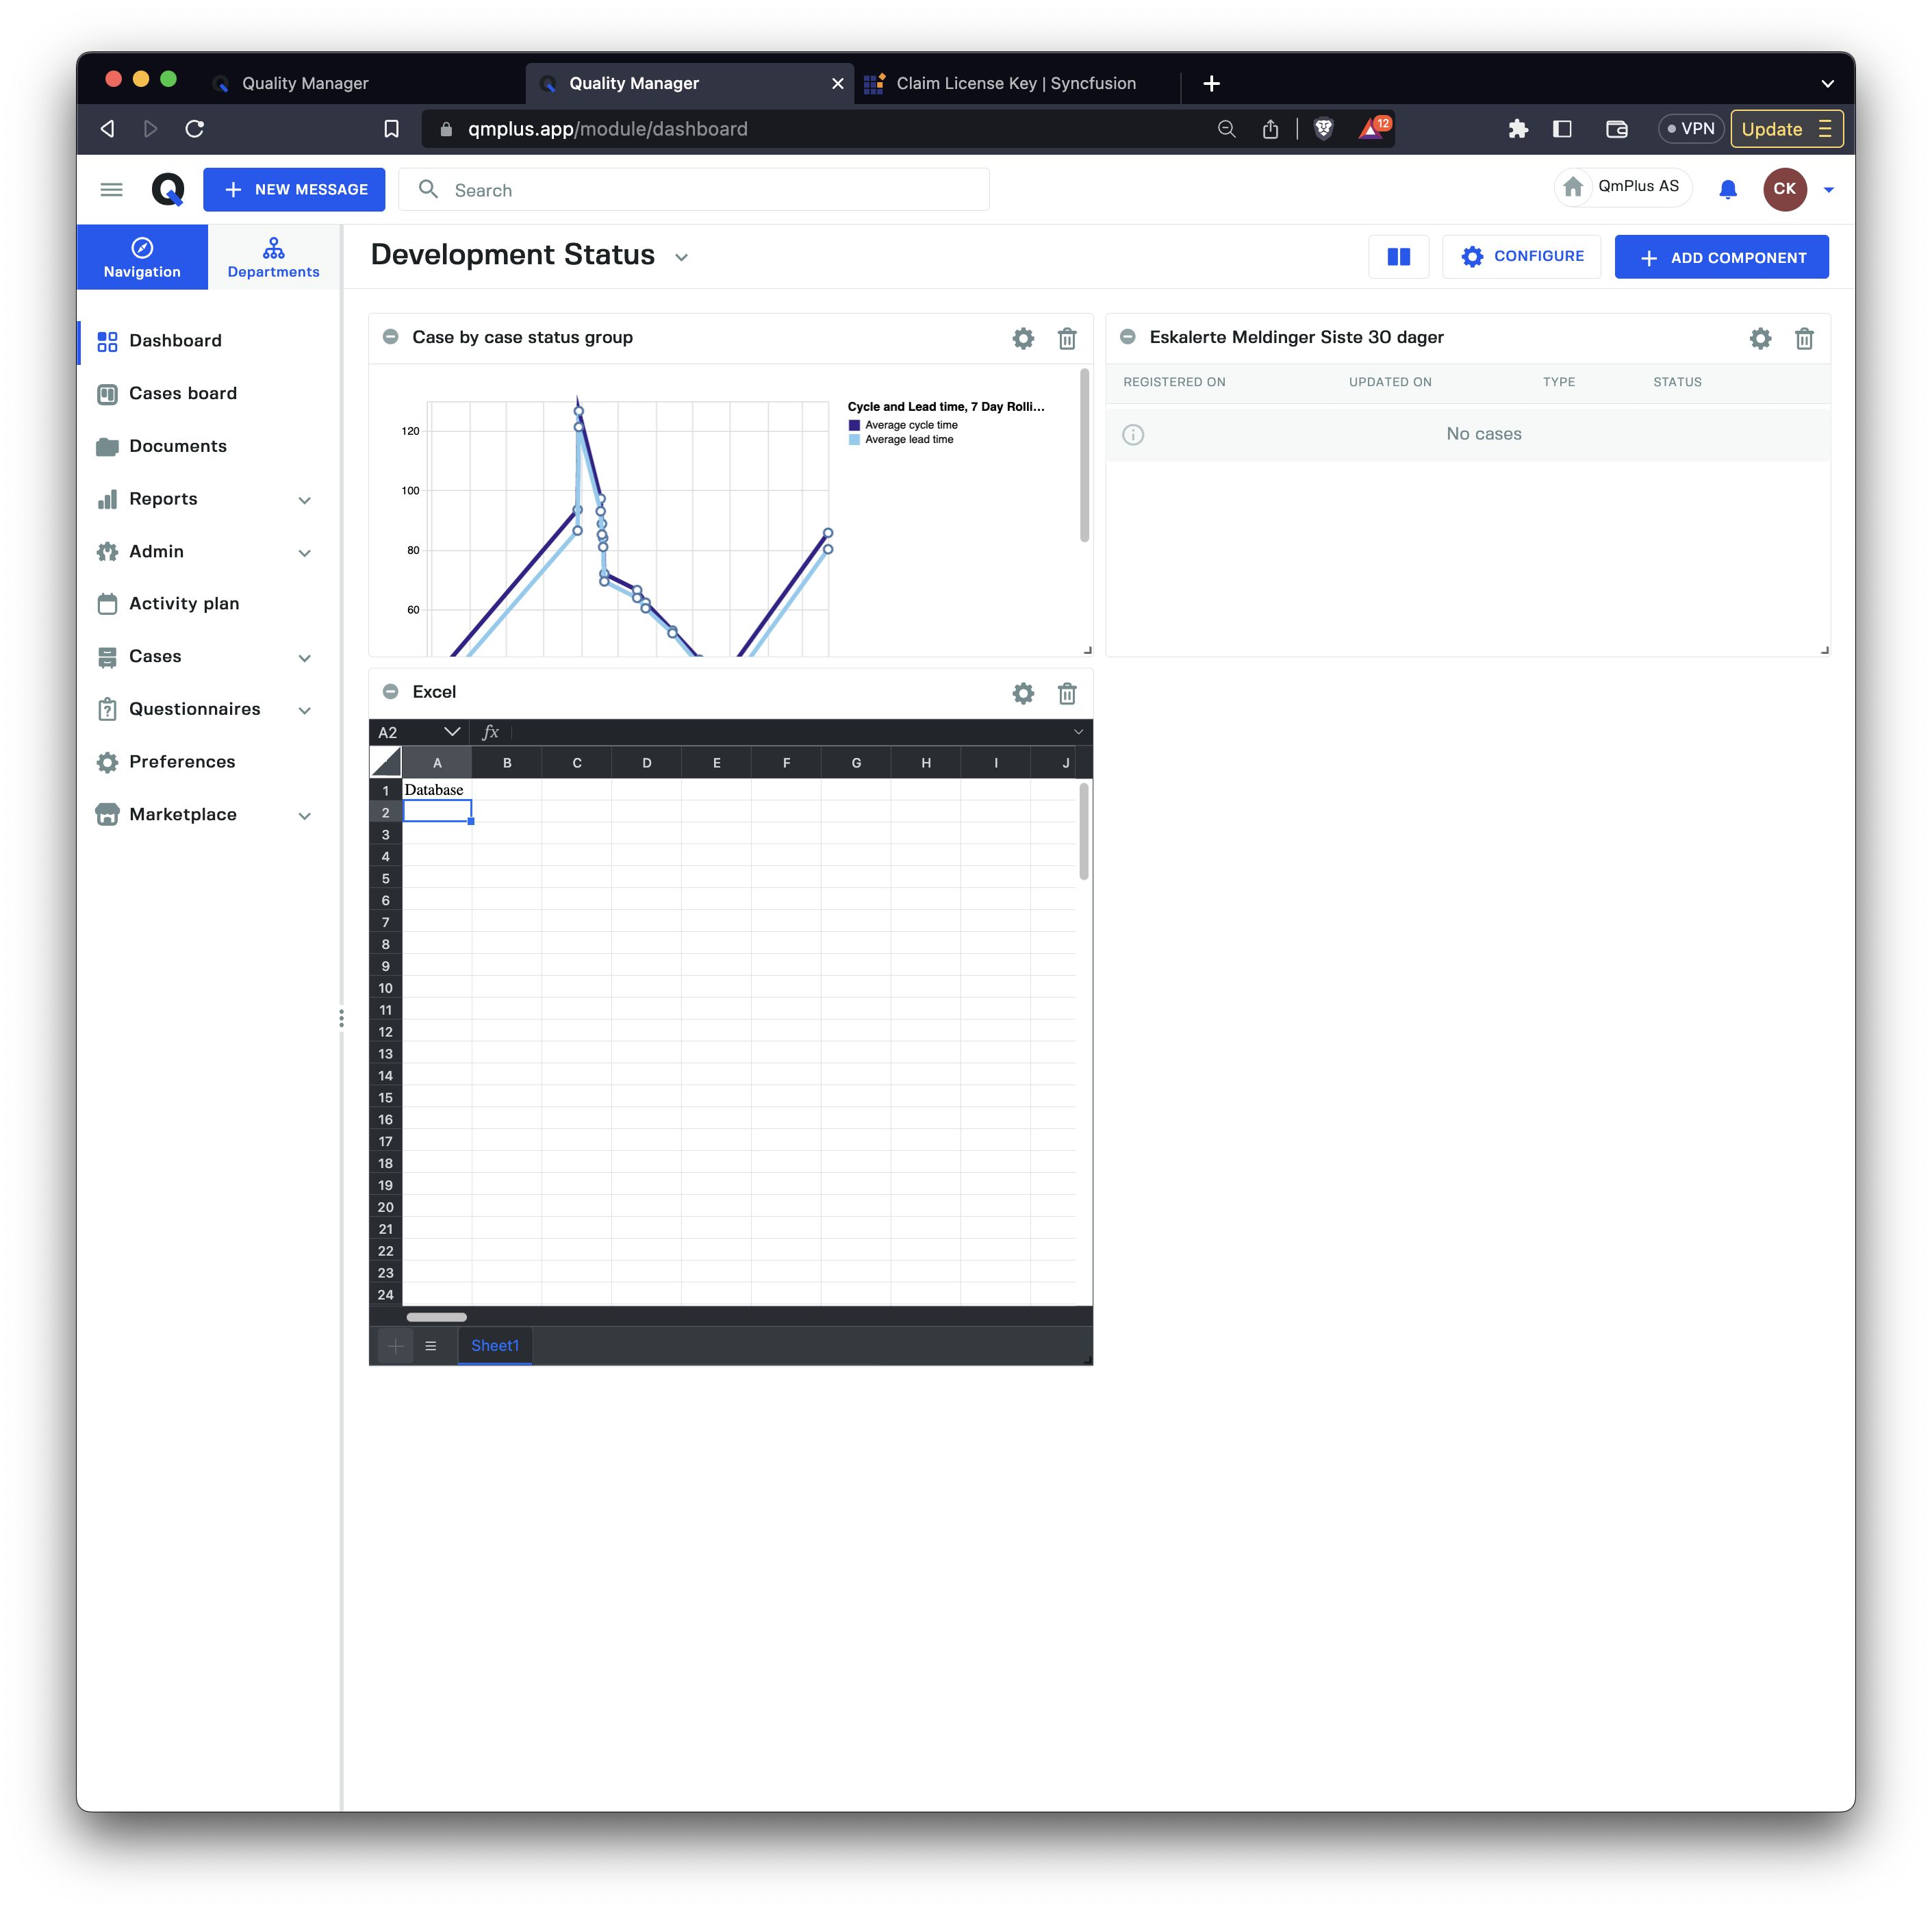 Quality Manager
Quality Manager
Claim License Key | Syncfusion
qmplus.app/module/dashboard
12
VPN
Update
NEW MESSAGE
Search
QmPlus AS
CK
Navigation
Departments
Development Status
CONFIGURE
ADD COMPONENT
Dashboard
Cases board
Documents
Reports
Admin
Activity plan
Cases
Questionnaires
Preferences
Marketplace
Case by case status group
120
100
80
60
Cycle and Lead time, 7 Day Rolli...
Average cycle time
Average lead time
Eskalerte Meldinger Siste 30 dager
REGISTERED ON UPDATED ON TYPE STATUS
No cases
Excel
A2 fx
A B C D E F G H I J
1 Database
2
3
4
5
6
7
8
9
10
11
12
13
14
15
16
17
18
19
20
21
22
23
24
Sheet1